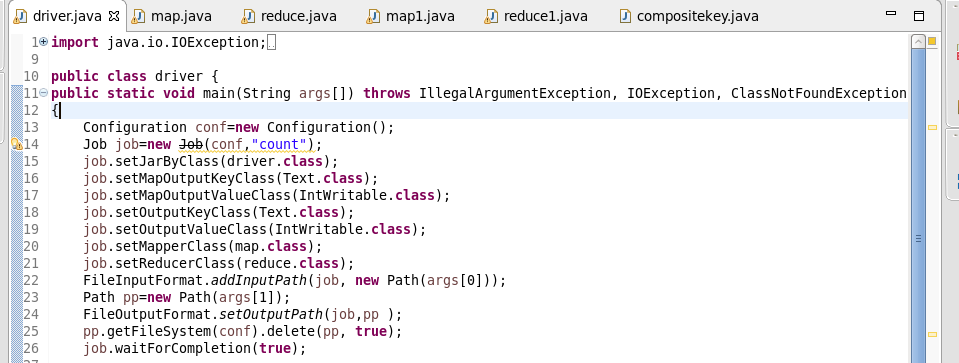 driver.java map.java reduce.java map1.java reduce1.java compositekey.java
1 import java.io.IOException;
9
10 public class driver {
11 public static void main(String args[]) throws IllegalArgumentException, IOException, ClassNotFoundException
12 {
13 Configuration conf=new Configuration();
14 Job job=new Job(conf,"count");
15 job.setJarByClass(driver.class);
16 job.setMapOutputKeyClass(Text.class);
17 job.setMapOutputValueClass(IntWritable.class);
18 job.setOutputKeyClass(Text.class);
19 job.setOutputValueClass(IntWritable.class);
20 job.setMapperClass(map.class);
21 job.setReducerClass(reduce.class);
22 FileInputFormat.addInputPath(job, new Path(args[0]));
23 Path pp=new Path(args[1]);
24 FileOutputFormat.setOutputPath(job,pp );
25 pp.getFileSystem(conf).delete(pp, true);
26 job.waitForCompletion(true);